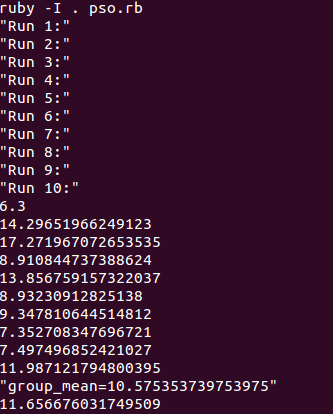 ruby -I . pso.rb
"Run 1:"
"Run 2:"
"Run 3:"
"Run 4:"
"Run 5:"
"Run 6:"
"Run 7:"
"Run 8:"
"Run 9:"
"Run 10:"
6.3
14.29651966249123
17.271967072653535
8.910844737388624
13.856759157322037
8.93230912825138
9.347810644514812
7.352708347696721
7.497496852421027
11.987121794800395
"group_mean=10.575353739753975"
11.656676031749509